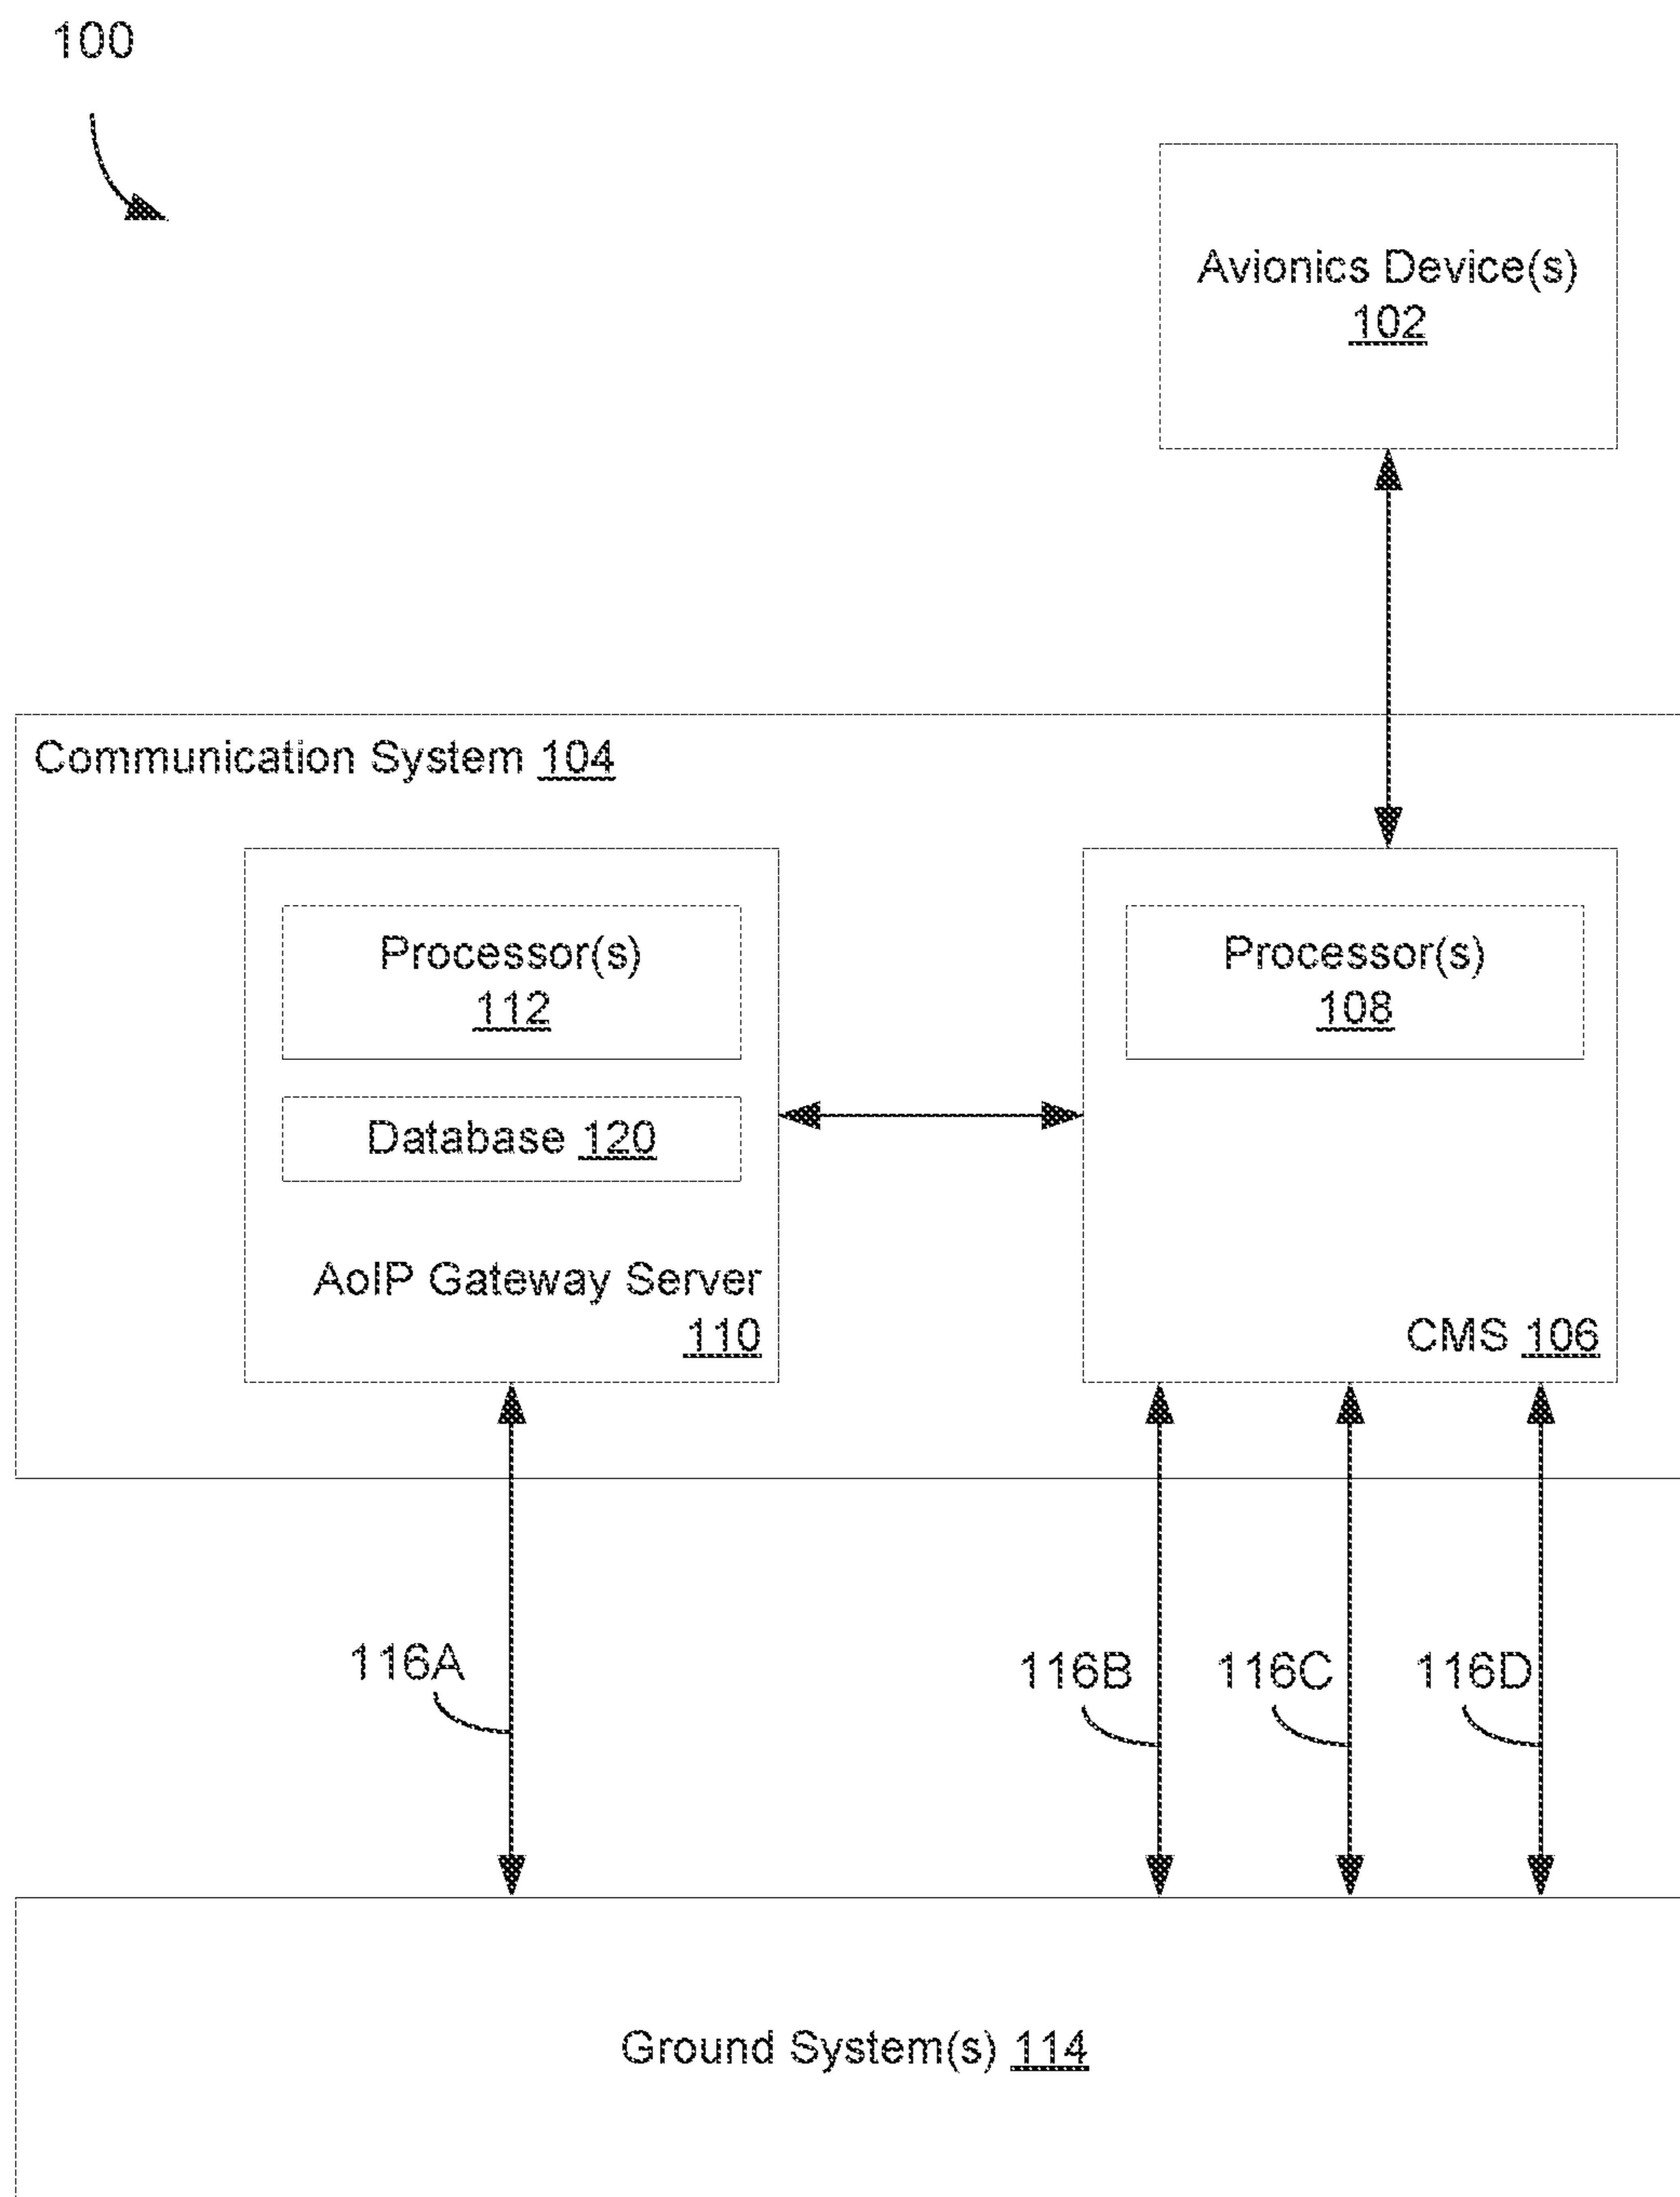 100
Avionics Device(s)
102
Communication System 104
Processor(s)
112
Processor(s)
108
Database 120
AoIP Gateway Server
110
CMS 106
116A
116B
116C
116D
Ground System(s) 114